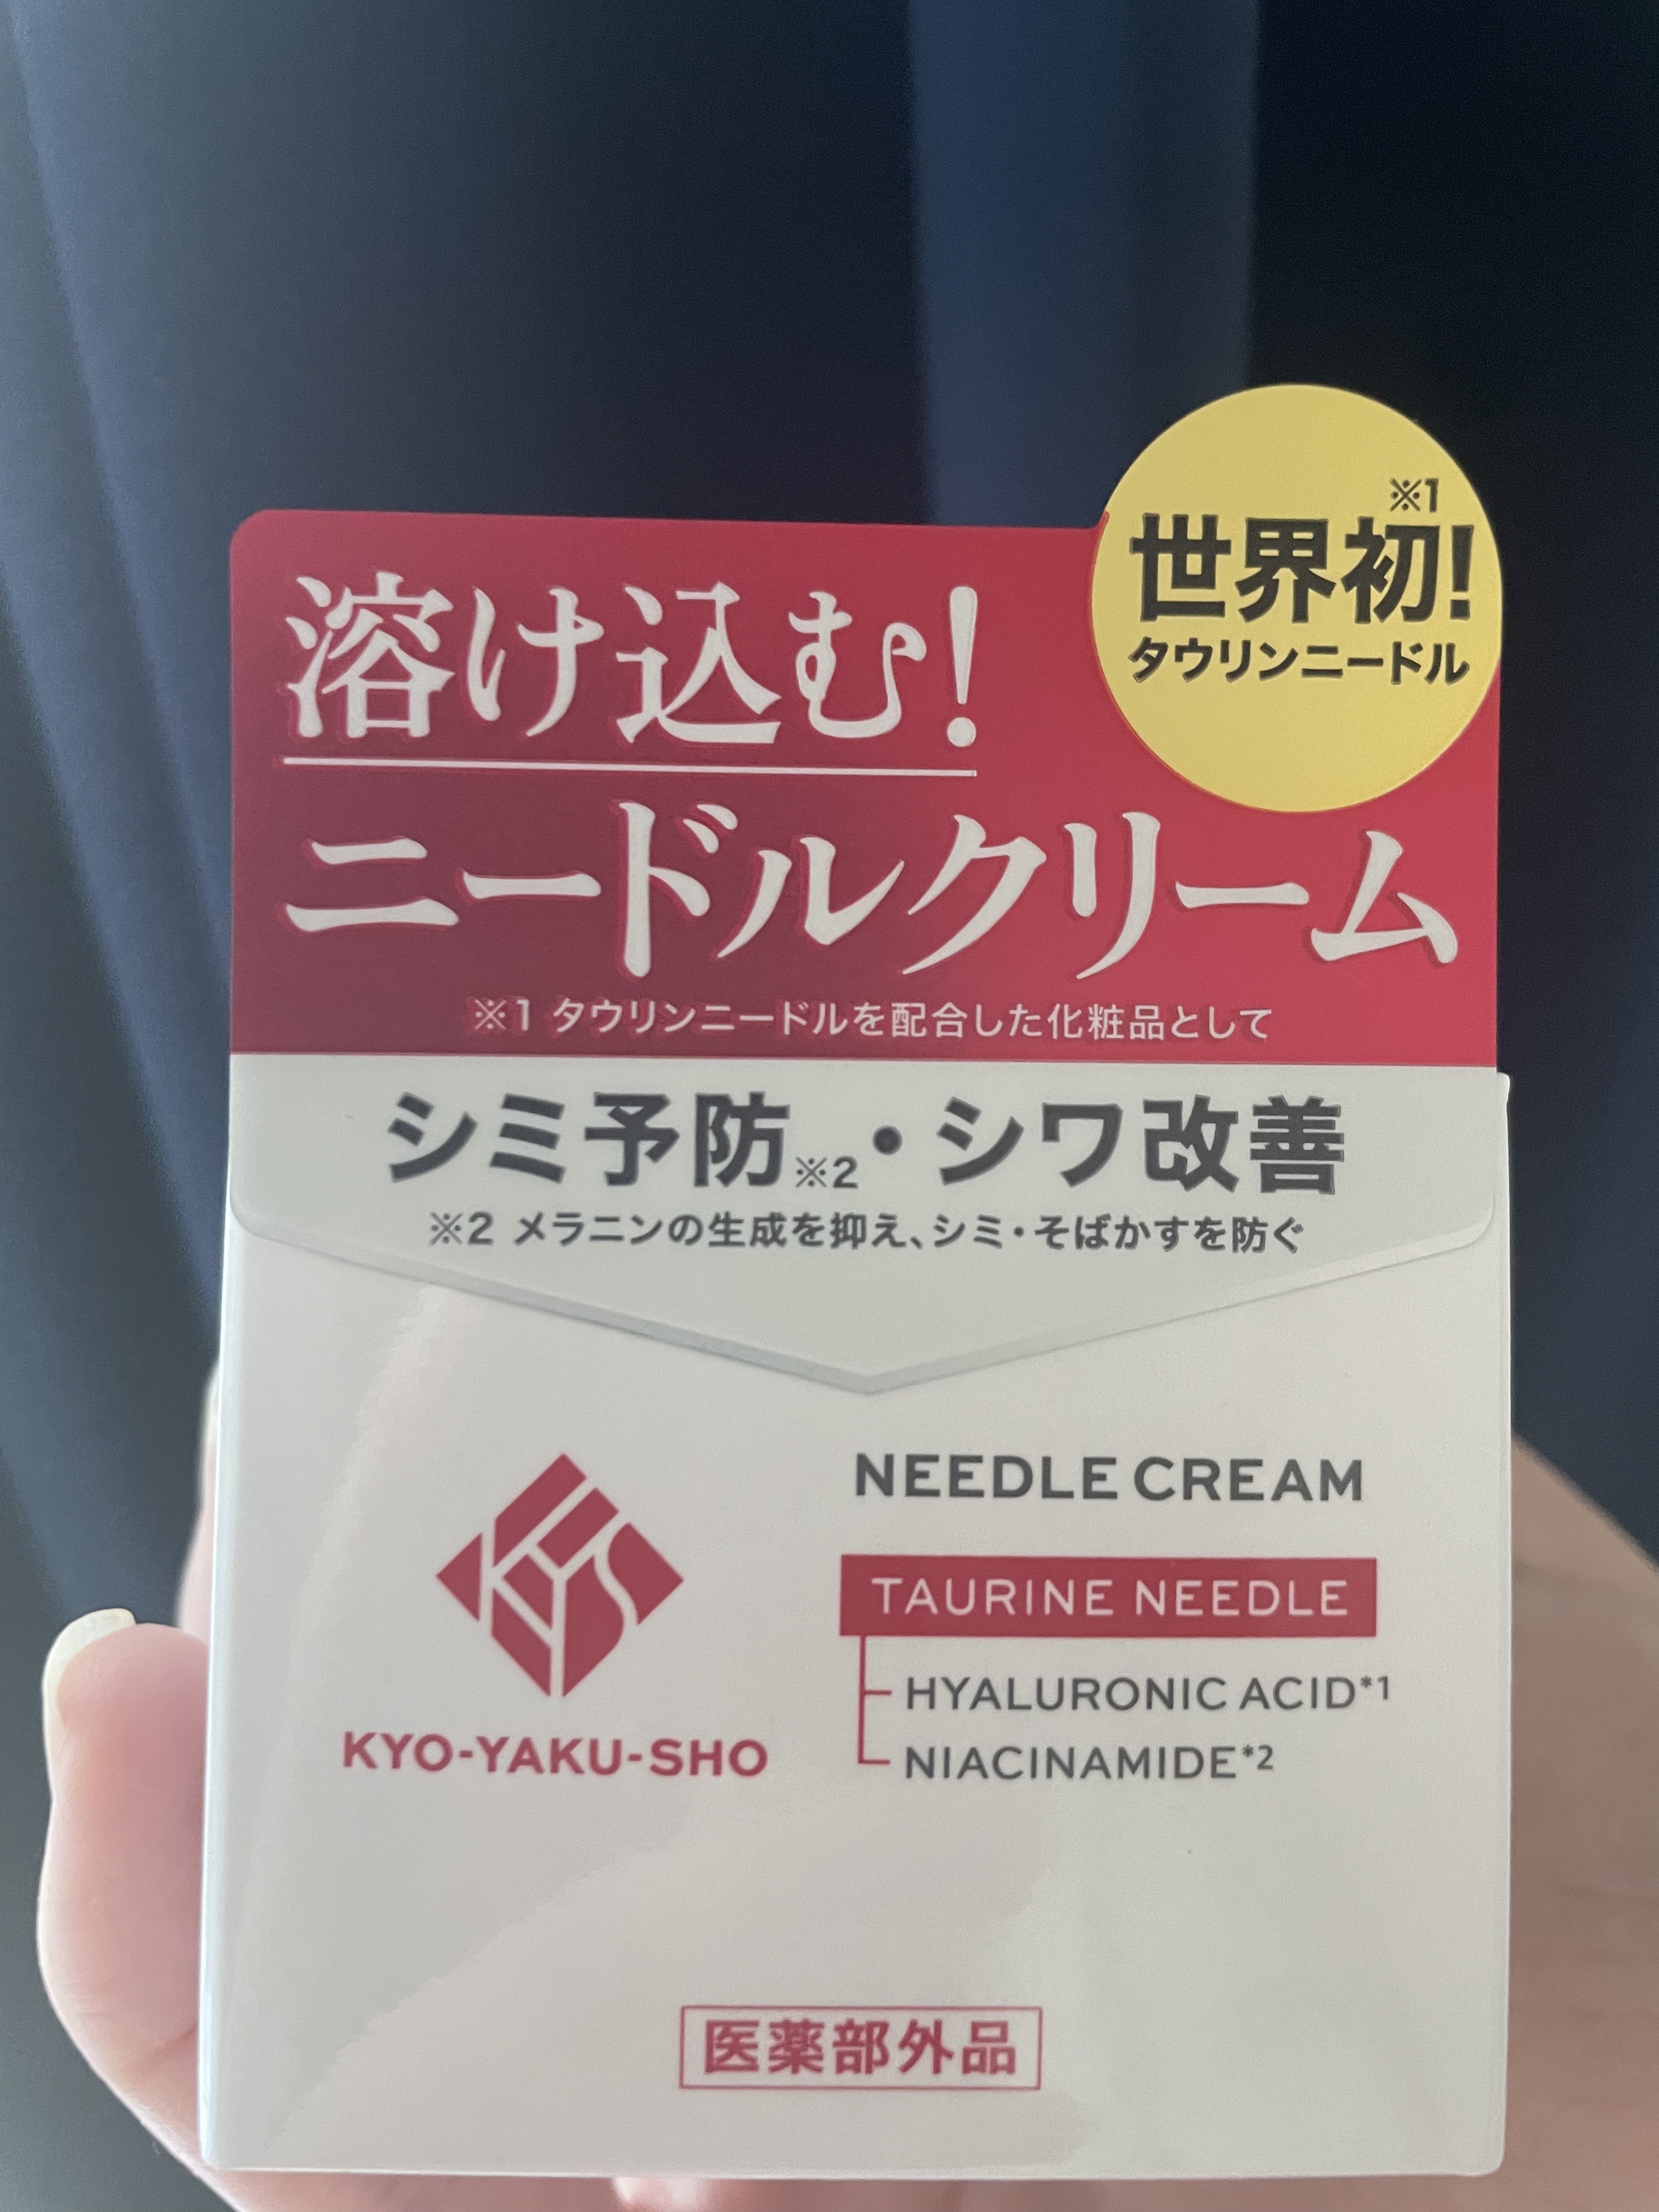 ※1
世界初!
タウリンニードル
溶け込む!
ニードルクリーム
※1 タウリンニードルを配合した化粧品として
シミ予防※2・シワ改善
※2 メラニンの生成を抑え、シミ・そばかすを防ぐ
KYS
KYO-YAKU-SHO
NEEDLE CREAM
TAURINE NEEDLE
HYALURONIC ACID*1
NIACINAMIDE*2
医薬部外品